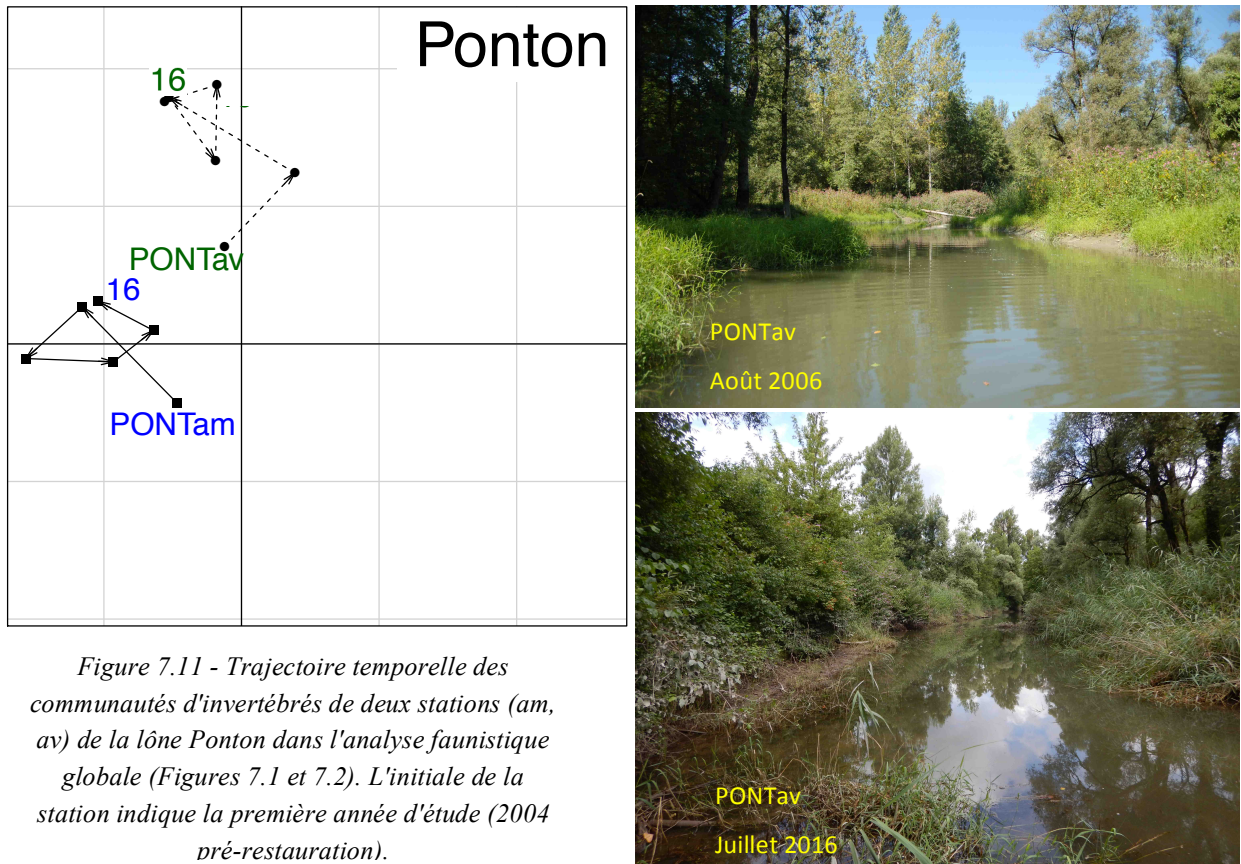 Ponton
16
PONTav
16
PONTam
Figure 7.11 - Trajectoire temporelle des
communautés d'invertébrés de deux stations (am,
av) de la lône Ponton dans l'analyse faunistique
globale (Figures 7.1 et 7.2). L'initiale de la
station indique la première année d'étude (2004
pré-restauration).
PONTav
Août 2006
PONTav
Juillet 2016